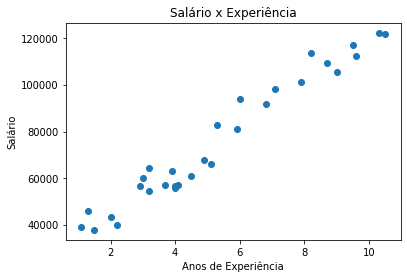 Salário x Experiência
120000
100000
80000
60000
40000
Salário
2 4 6 8 10
Anos de Experiência